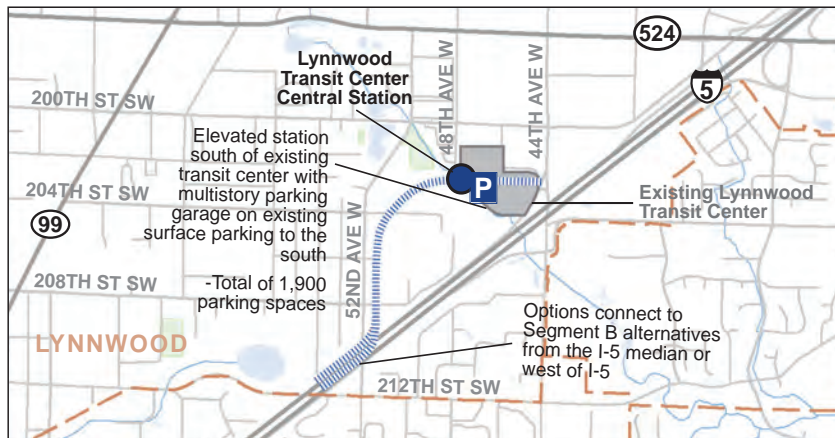 524
Lynnwood
Transit Center
Central Station
48TH AVE W
44TH AVE W
5
200TH ST SW
Elevated station
south of existing
transit center with
multistory parking
garage on existing
surface parking to the
south
-Total of 1,900
parking spaces
P
204TH ST SW
Existing Lynnwood
Transit Center
99
52ND AVE W
208TH ST SW
Options connect to
Segment B alternatives
from the I-5 median or
west of I-5
LYNNWOOD
212TH ST SW